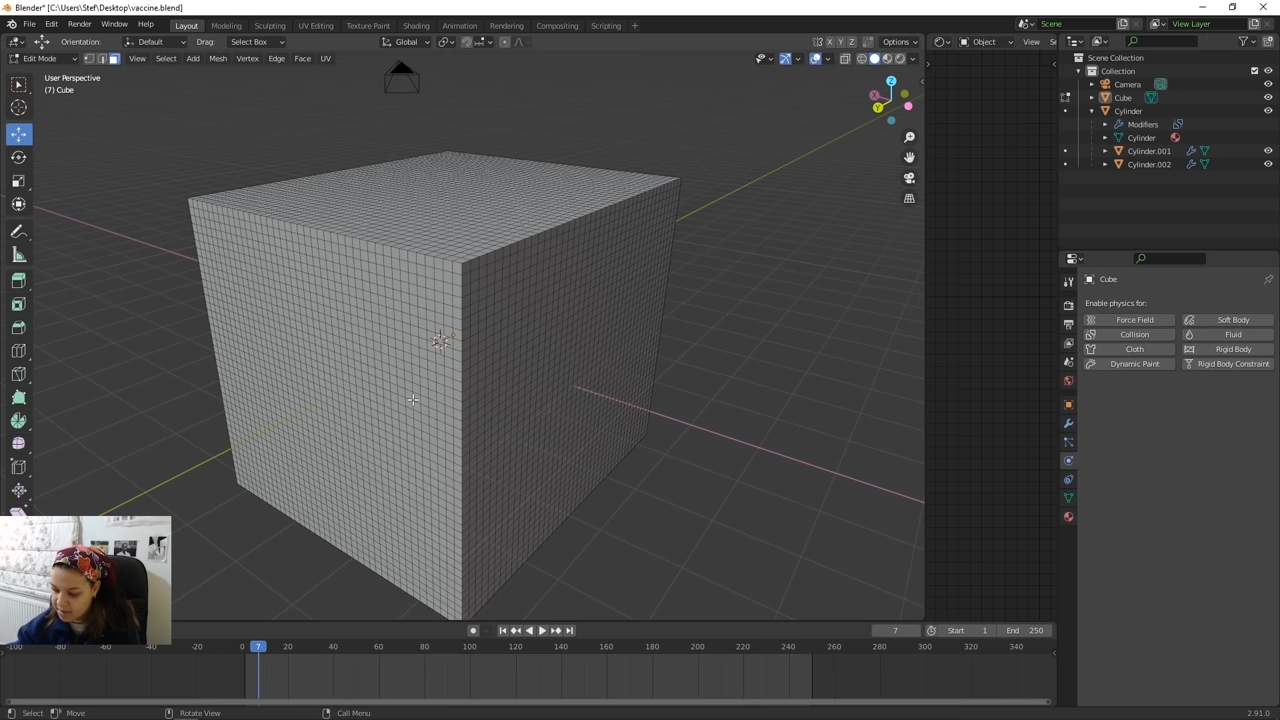 Blender* [C:\Users\Stef\Desktop\vaccine.blend]
File Edit Render Window Help Layout Modeling Sculpting UV Editing Texture Paint Shading Animation Rendering Compositing Scripting + Scene View Layer
Orientation: Default Drag: Select Box Global X Y Z Options Object View
Edit Mode View Select Add Mesh Vertex Edge Face UV
User Perspective
(7) Cube
Z
X
Y
Scene Collection
Collection
Camera
Cube
Cylinder
Modifiers
Cylinder
Cylinder.001
Cylinder.002
Cube
Enable physics for:
Force Field Soft Body
Collision Fluid
Cloth Rigid Body
Dynamic Paint Rigid Body Constraint
7 Start 1 End 250
-100 -80 -60 -40 -20 0 7 20 40 60 80 100 120 140 160 180 200 220 240 260 280 300 320 340
Select Move Rotate View Call Menu 2.91.0